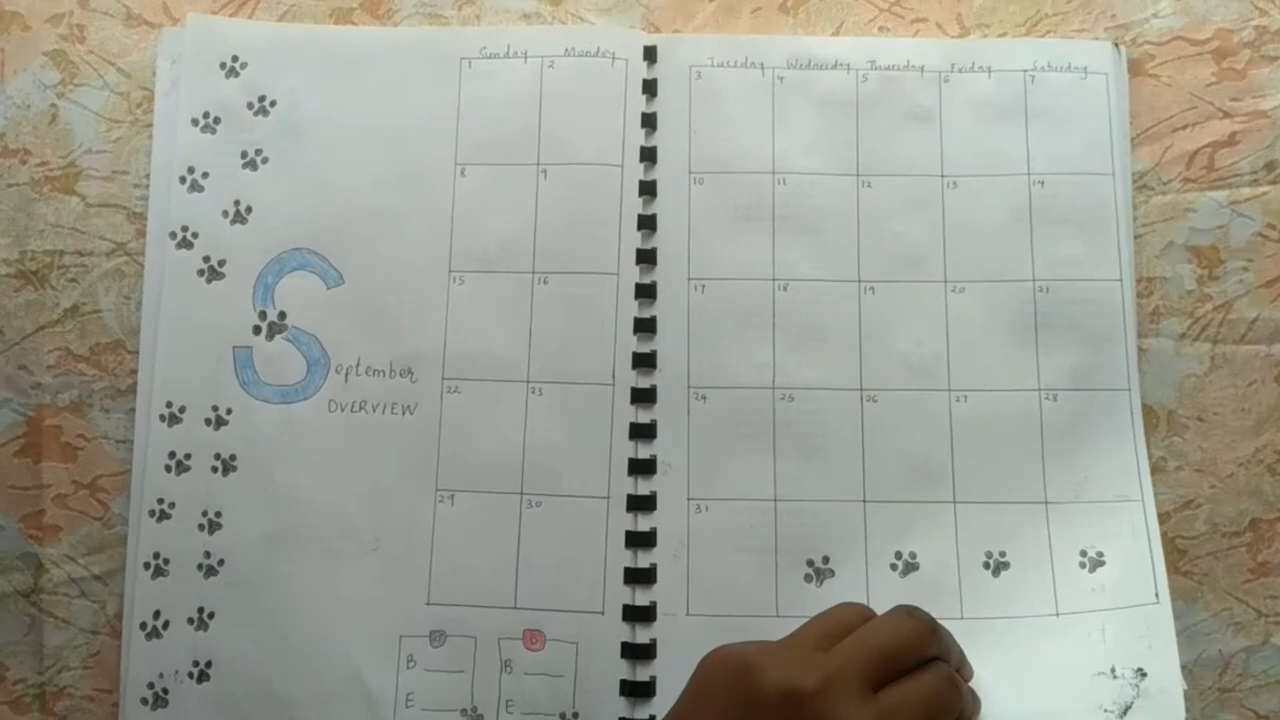 Sunday Monday Tuesday Wednesday Thursday Friday Saturday
1 2 3 4 5 6 7
8 9 10 11 12 13 14
15 16 17 18 19 20 21
September
OVERVIEW
22 23 24 25 26 27 28
29 30 31
B B
E E